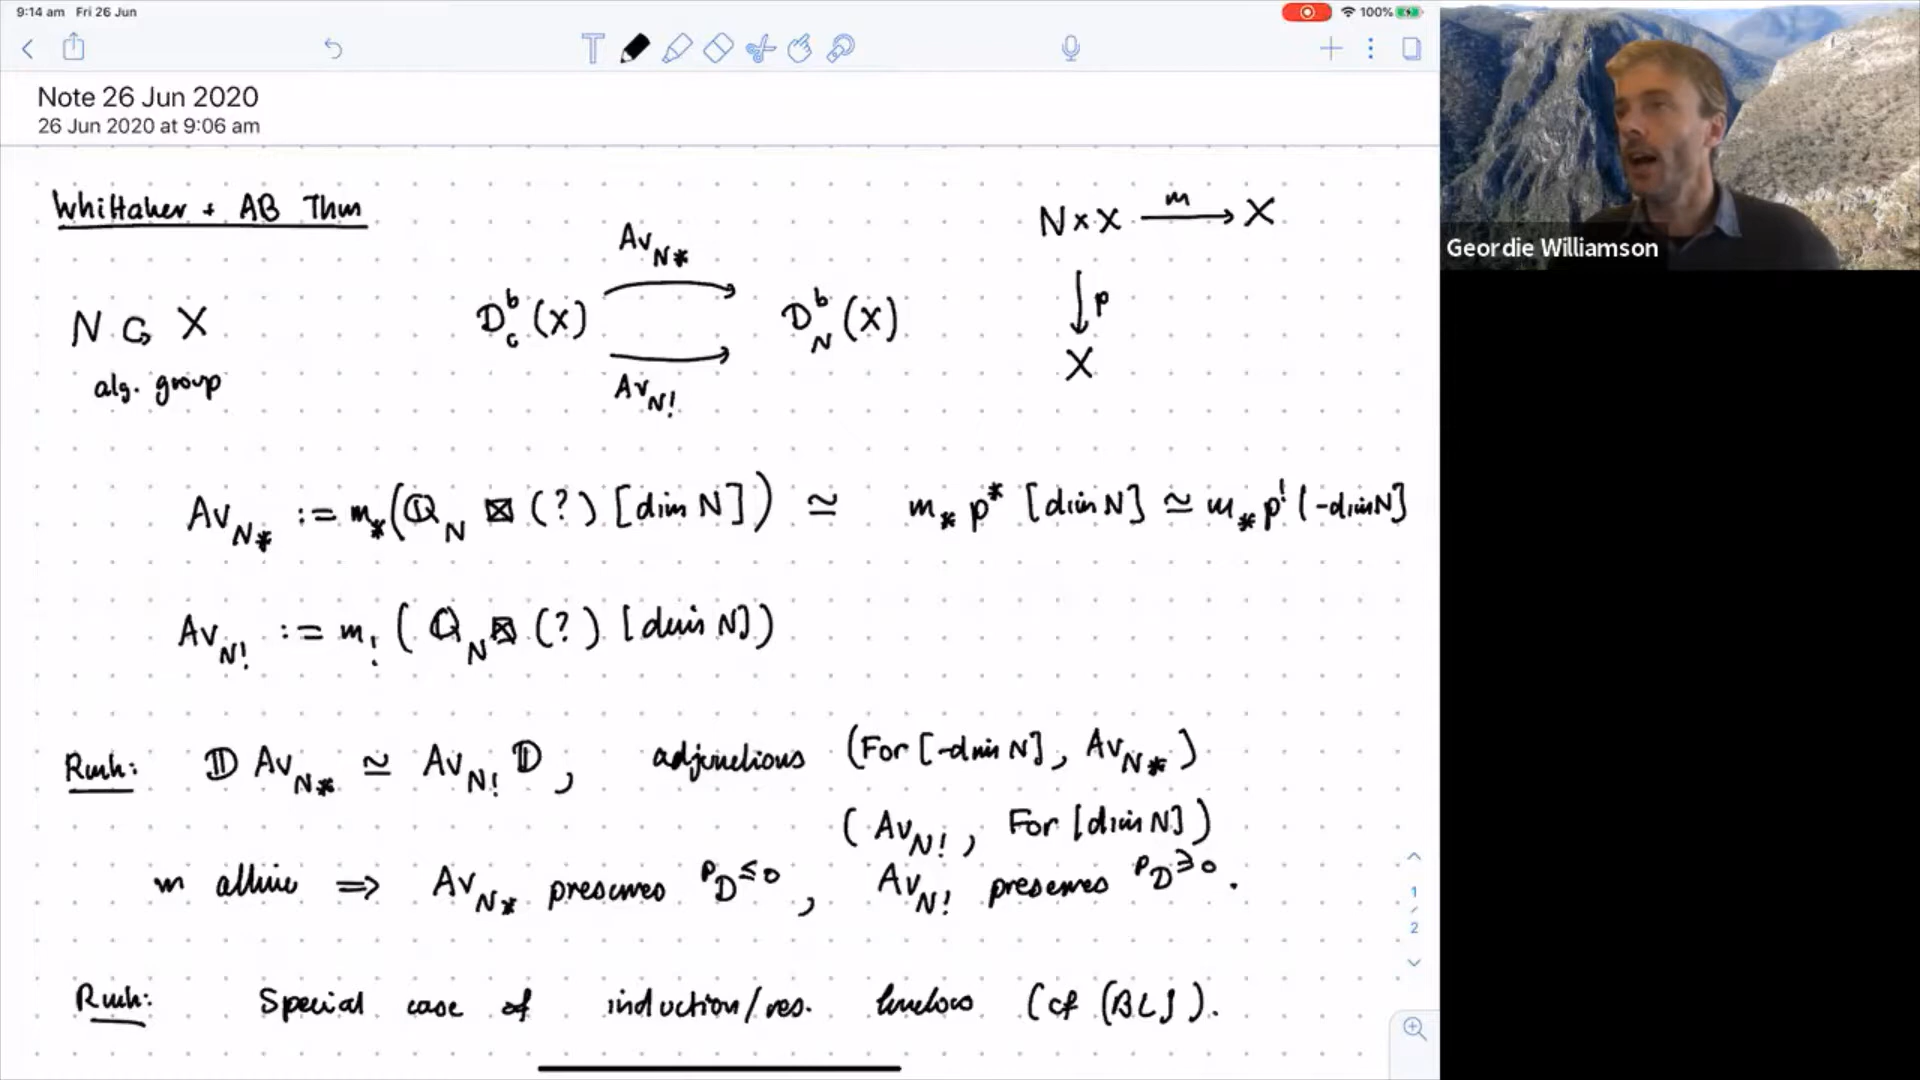 9:14 am Fri 26 Jun
100%
Note 26 Jun 2020
26 Jun 2020 at 9:06 am
Geordie Williamson
Whittaker + AB Thm
N × X —m→ X
↓ p
X
N ↻ X
alg. group
Av_{N*}
D^b_c (X) → D^b_N (X)
Av_{N!}
Av_{N*} := m_* (ℚ_N ⊠ (?) [dim N]) ≃ m_* p^* [dim N] ≃ m_* p^! [-dim N]
Av_{N!} := m_! (ℚ_N ⊠ (?) [dim N])
Rmk: 𝔻 Av_{N*} ≃ Av_{N!} 𝔻, adjunctions (For [-dim N], Av_{N*})
(Av_{N!}, For [dim N])
m affine ⇒ Av_{N*} preserves ^pD^{≤0}, Av_{N!} preserves ^pD^{≥0}.
Rmk: Special case of induction/res. functors (cf [BL]).
1
/
2